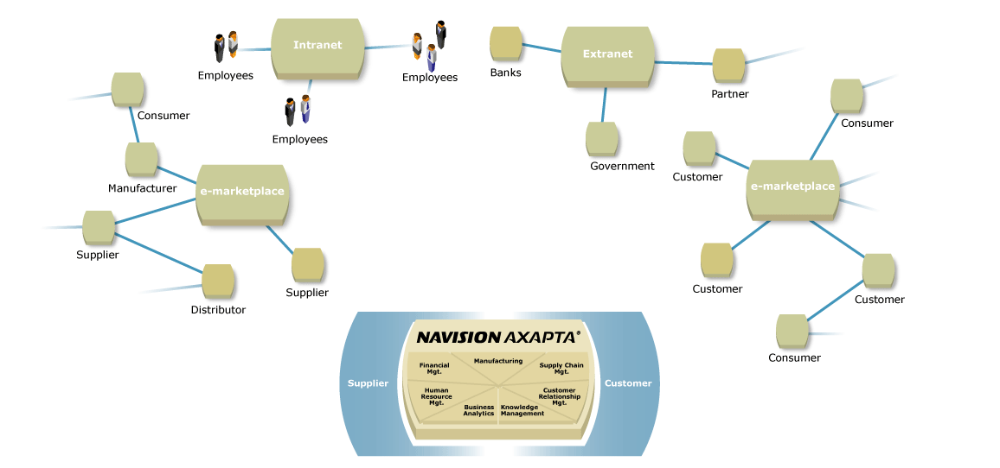 Intranet
Employees
Employees
Employees
Extranet
Banks
Partner
Government
Consumer
Manufacturer
e-marketplace
Supplier
Supplier
Distributor
Consumer
Customer
e-marketplace
Customer
Customer
Consumer
NAVISION AXAPTA®
Supplier
Customer
Financial
Mgt.
Manufacturing
Supply Chain
Mgt.
Human
Resource
Mgt.
Customer
Relationship
Mgt.
Business
Analytics
Knowledge
Management